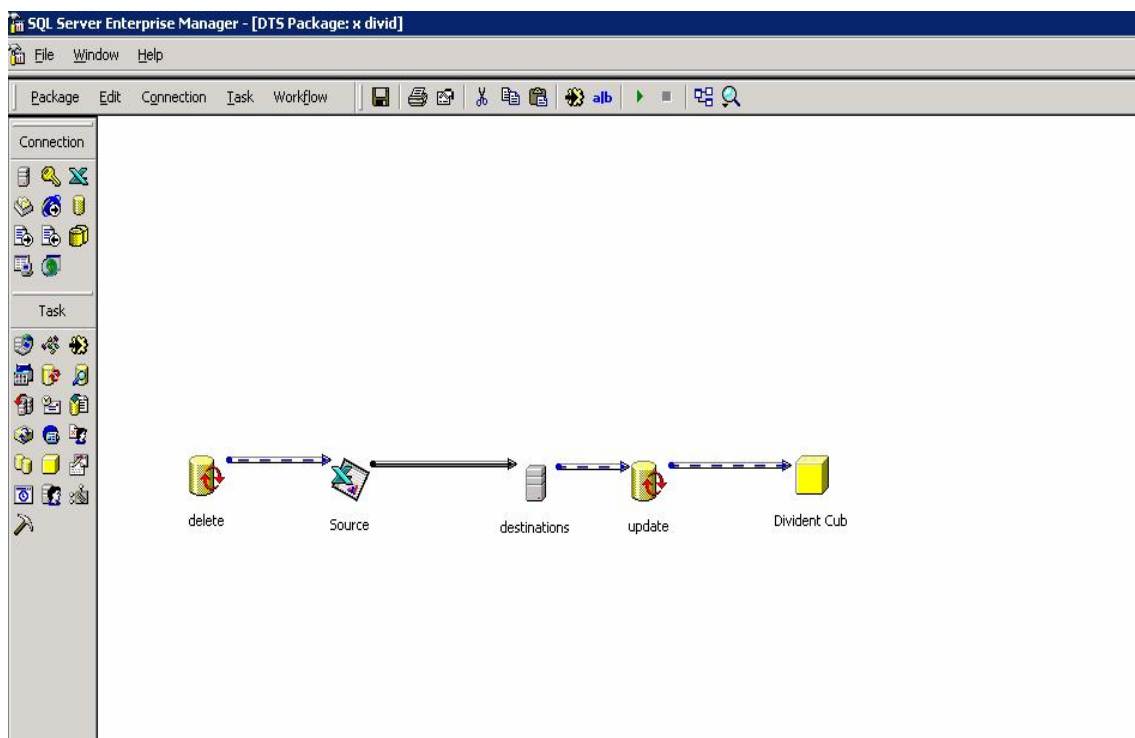 SQL Server Enterprise Manager - [DTS Package: x divid]
File Window Help
Package Edit Connection Task Workflow ab
Connection
Task
delete
Source
destinations
update
Divident Cub